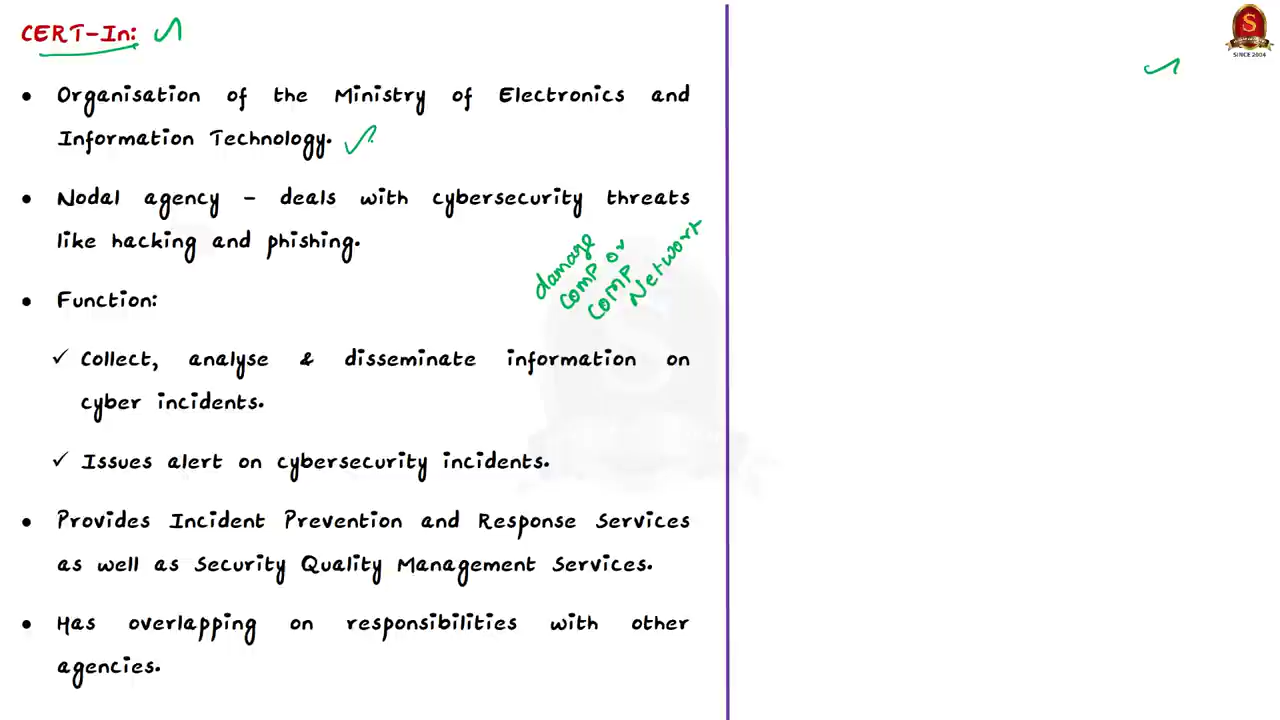 CERT-In:
• Organisation of the Ministry of Electronics and
Information Technology.
• Nodal agency - deals with cybersecurity threats
like hacking and phishing.
damage
comp or
comp
Network
• Function:
✓ Collect, analyse & disseminate information on
cyber incidents.
✓ Issues alert on cybersecurity incidents.
• Provides Incident Prevention and Response Services
as well as Security Quality Management Services.
• Has overlapping on responsibilities with other
agencies.
S
SINCE 2004